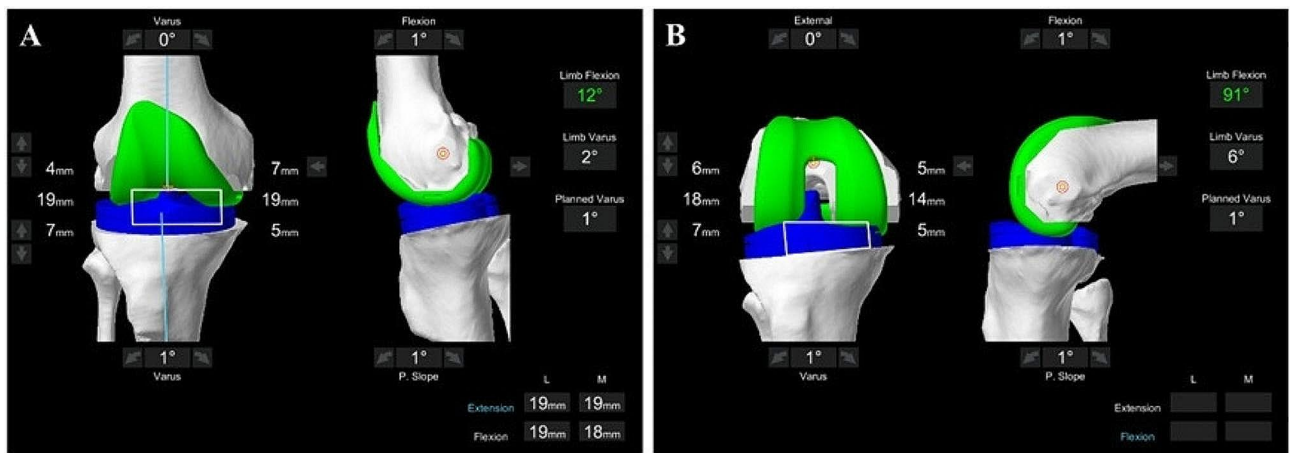 A
Varus
0°
Flexion
1°
Limb Flexion
12°
Limb Varus
2°
Planned Varus
1°
4mm
19mm
7mm
7mm
19mm
5mm
1°
Varus
1°
P. Slope
L M
Extension 19mm 19mm
Flexion 19mm 18mm
B
External
0°
Flexion
1°
Limb Flexion
91°
Limb Varus
6°
Planned Varus
1°
6mm
18mm
7mm
5mm
14mm
5mm
1°
Varus
1°
P. Slope
L M
Extension
Flexion